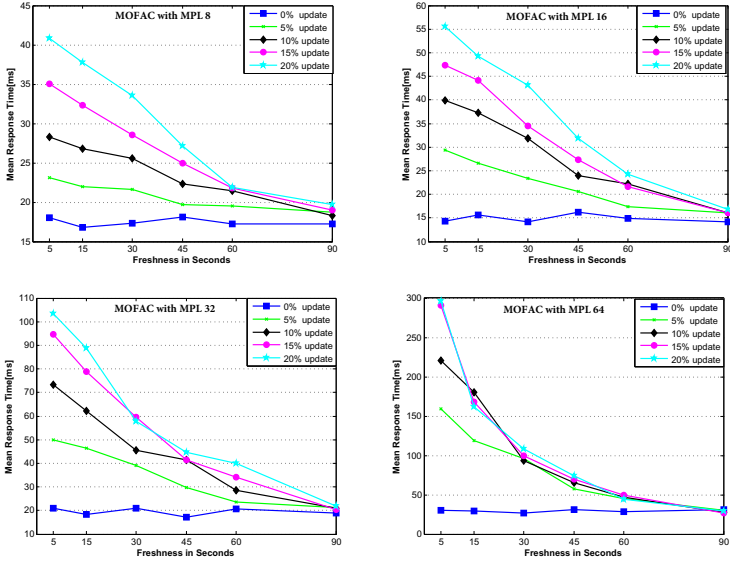 MOFAC with MPL 8
0% update
5% update
10% update
15% update
20% update
45
40
35
30
25
20
15
5 15 30 45 60 90
Mean Response Time[ms]
Freshness in Seconds
MOFAC with MPL 16
0% update
5% update
10% update
15% update
20% update
60
55
50
45
40
35
30
25
20
15
10
5 15 30 45 60 90
Mean Response Time[ms]
Freshness in Seconds
MOFAC with MPL 32
0% update
5% update
10% update
15% update
20% update
110
100
90
80
70
60
50
40
30
20
10
5 15 30 45 60 90
Mean Response Time[ms]
Freshness in Seconds
MOFAC with MPL 64
0% update
5% update
10% update
15% update
20% update
300
250
200
150
100
50
0
5 15 30 45 60 90
Mean Response Time[ms]
Freshness in Seconds